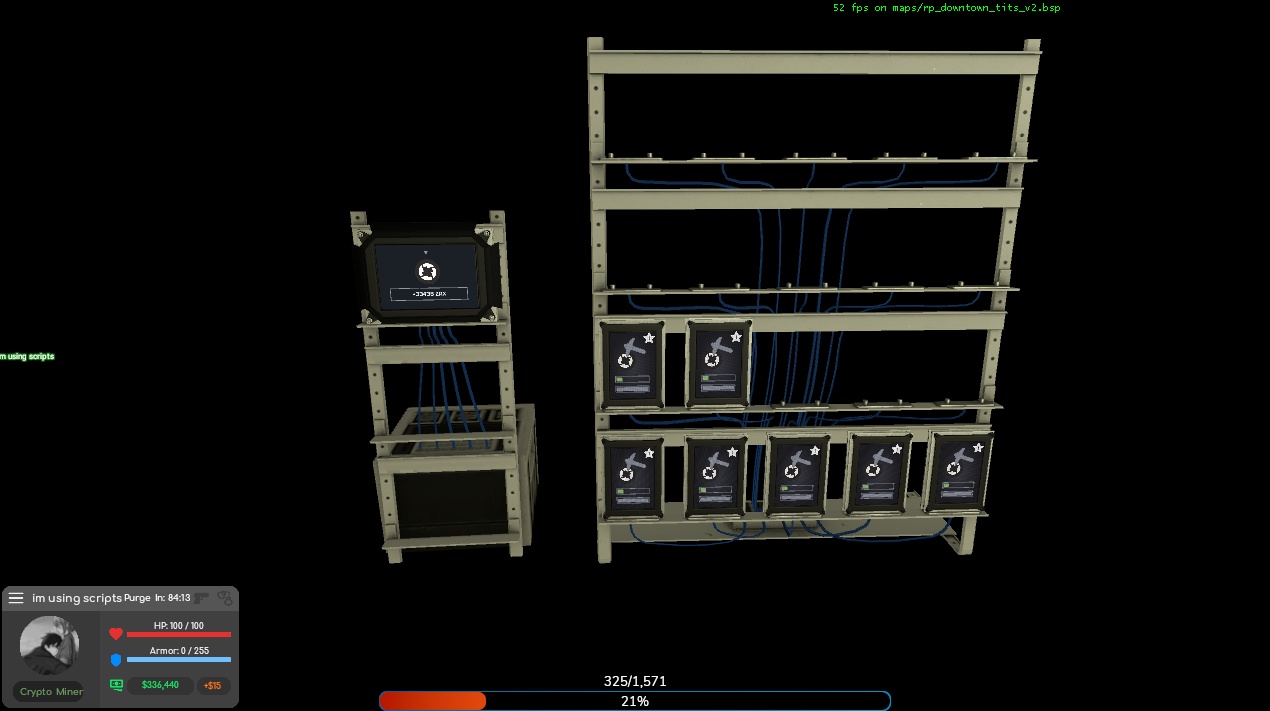 52 fps on maps/rp_downtown_tits_v2.bsp
m using scripts
im using scripts Purge In: 84:13
HP: 100 / 100
Armor: 0 / 255
Crypto Miner
$336,440
+$15
325/1,571
21%